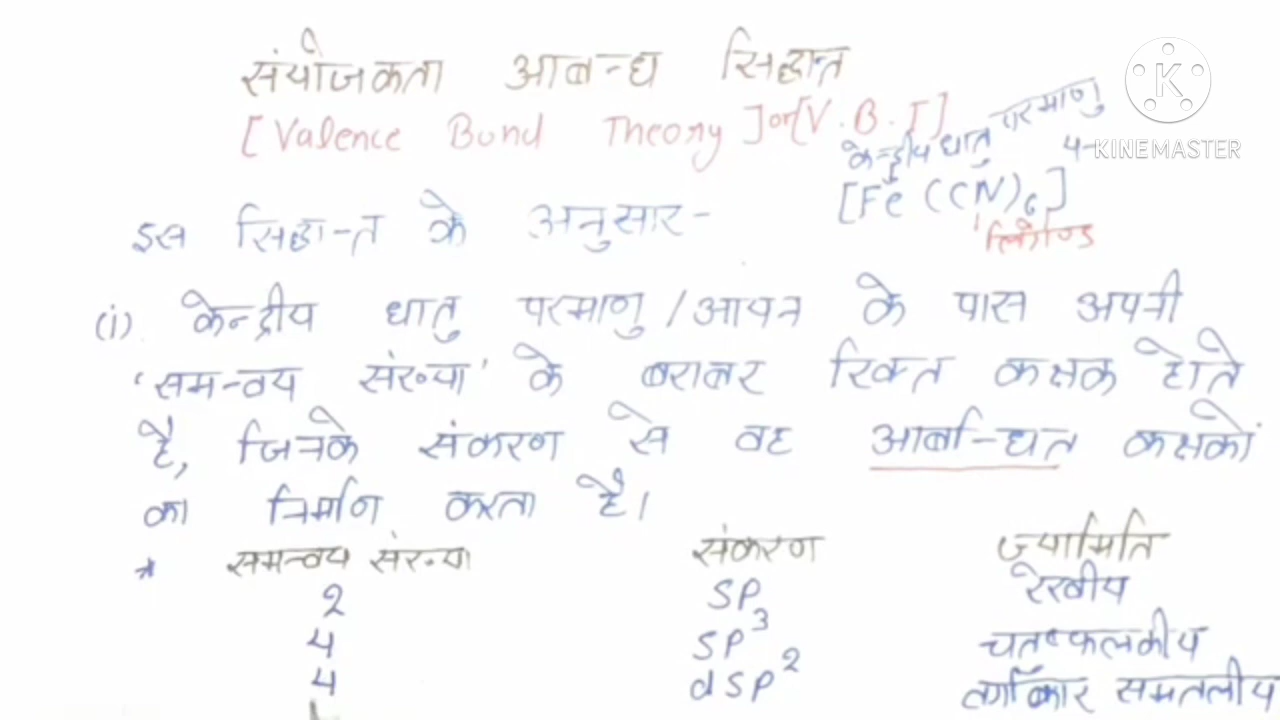 संयोजकता आबन्ध सिद्धान्त
[Valence Bond Theory] or [V.B.T]
केन्द्रीय धातु परमाणु
[Fe(CN)6]4-
लिगेण्ड
K
KINEMASTER
इस सिद्धान्त के अनुसार-
(i) केन्द्रीय धातु परमाणु/आयन के पास अपनी
'समन्वय संख्या' के बराबर रिक्त कक्षक होते
है, जिनके संकरण से वह आबन्धित कक्षकों
का निर्माण करता है।
* समन्वय संख्या संकरण ज्यामिति
2 SP रेखीय
4 SP3 चतुष्फलकीय
4 dSP2 वर्गाकार समतलीय